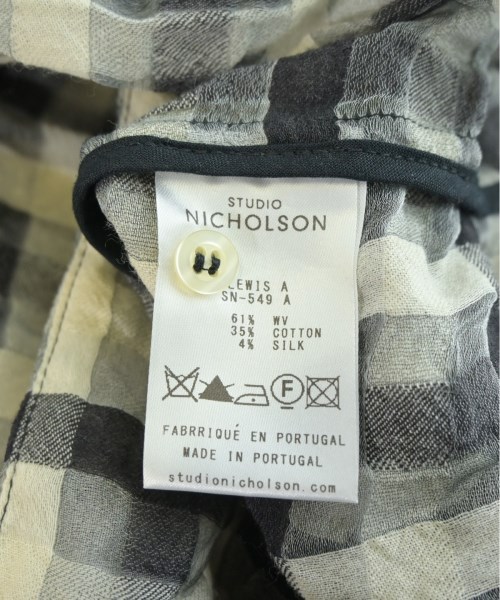 STUDIO
NICHOLSON
LEWIS A
SN-549 A
61% WV
35% COTTON
4% SILK
F
FABRRIQUÉ EN PORTUGAL
MADE IN PORTUGAL
studionicholson.com